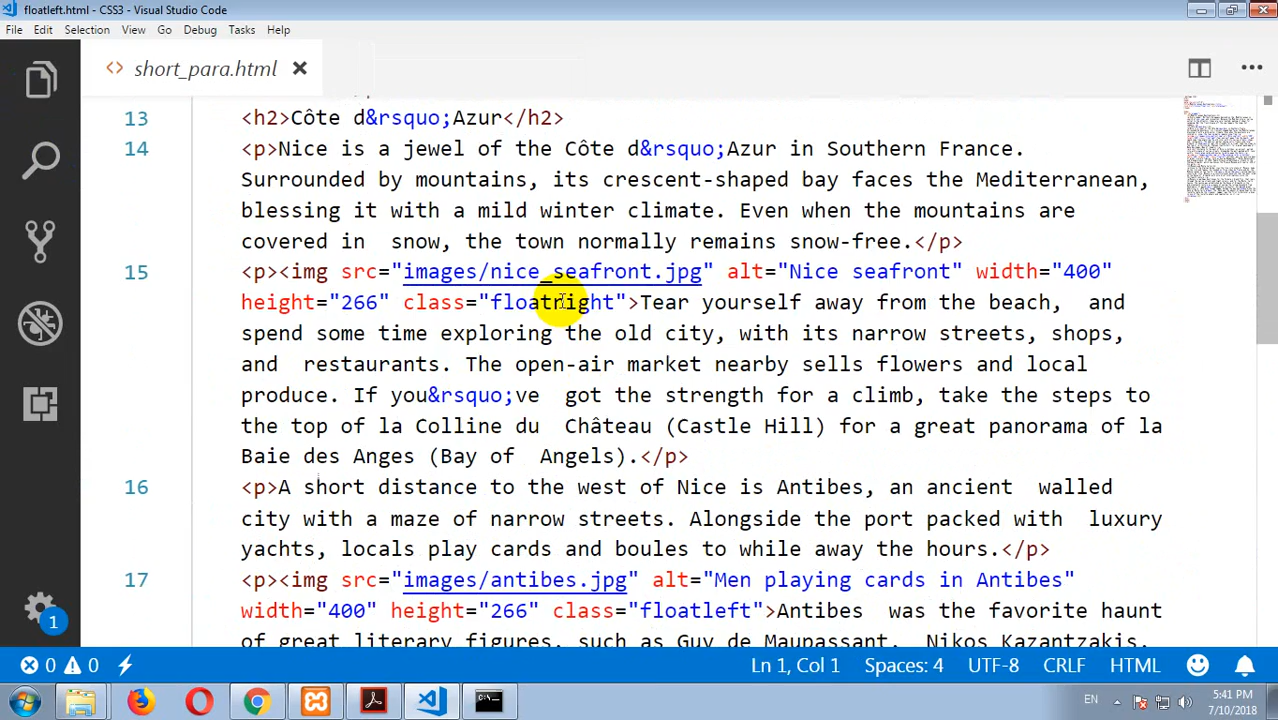 floatleft.html - CSS3 - Visual Studio Code
File Edit Selection View Go Debug Tasks Help
<> short_para.html
13 <h2>Côte d&rsquo;Azur</h2>
14 <p>Nice is a jewel of the Côte d&rsquo;Azur in Southern France.
Surrounded by mountains, its crescent-shaped bay faces the Mediterranean,
blessing it with a mild winter climate. Even when the mountains are
covered in  snow, the town normally remains snow-free.</p>
15 <p><img src="images/nice_seafront.jpg" alt="Nice seafront" width="400"
height="266" class="floatright">Tear yourself away from the beach,  and
spend some time exploring the old city, with its narrow streets, shops,
and  restaurants. The open-air market nearby sells flowers and local
produce. If you&rsquo;ve  got the strength for a climb, take the steps to
the top of la Colline du  Château (Castle Hill) for a great panorama of la
Baie des Anges (Bay of  Angels).</p>
16 <p>A short distance to the west of Nice is Antibes, an ancient  walled
city with a maze of narrow streets. Alongside the port packed with  luxury
yachts, locals play cards and boules to while away the hours.</p>
17 <p><img src="images/antibes.jpg" alt="Men playing cards in Antibes"
width="400" height="266" class="floatleft">Antibes  was the favorite haunt
of great literary figures, such as Guy de Maupassant,  Nikos Kazantzakis,
1
0 0 Ln 1, Col 1 Spaces: 4 UTF-8 CRLF HTML
EN 5:41 PM
7/10/2018